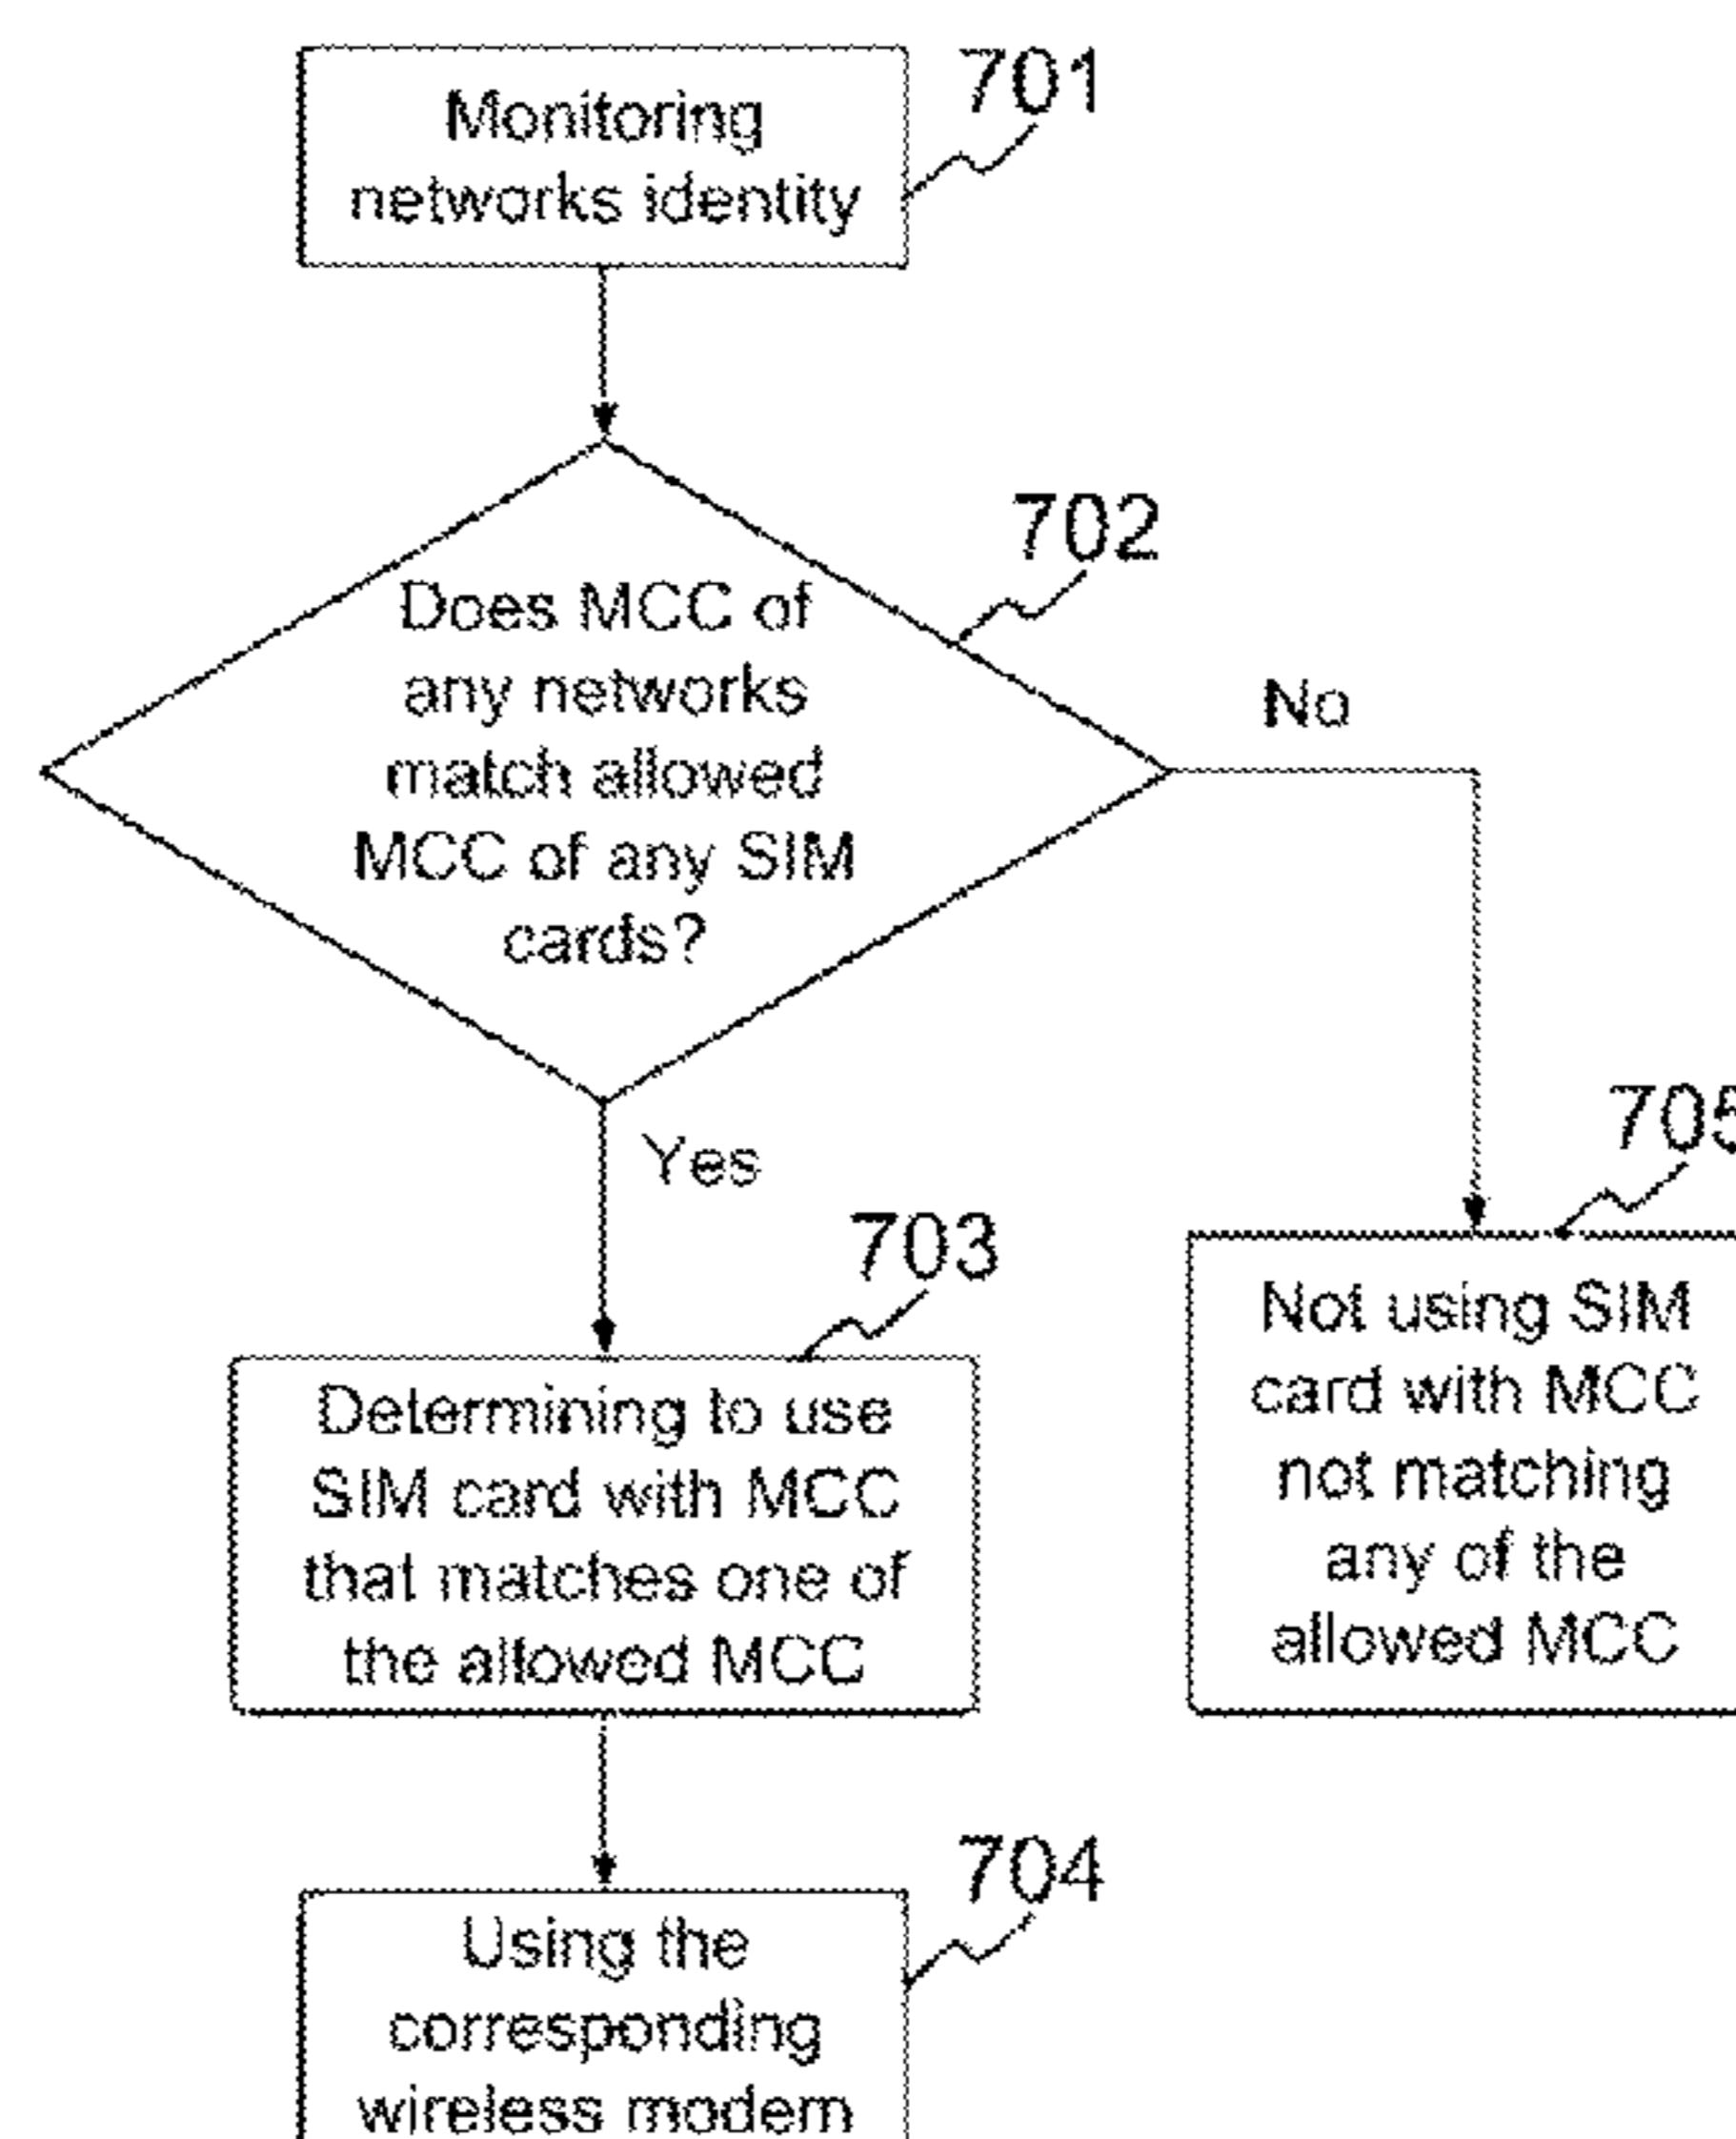 Monitoring
networks identity
701
702
Does MCC of
any networks
match allowed
MCC of any SIM
cards?
No
Yes
703
Determining to use
SIM card with MCC
that matches one of
the allowed MCC
705
Not using SIM
card with MCC
not matching
any of the
allowed MCC
704
Using the
corresponding
wireless modem